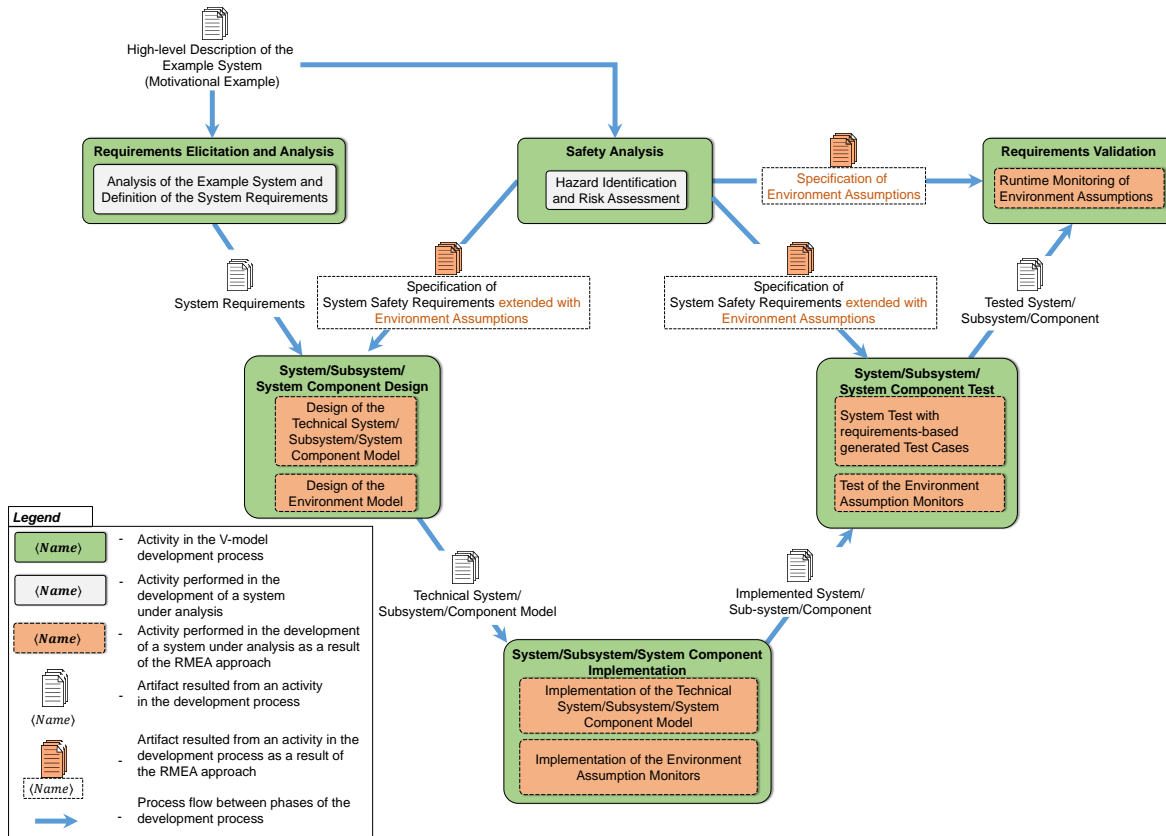 High-level Description of the
Example System
(Motivational Example)
Requirements Elicitation and Analysis
Analysis of the Example System and
Definition of the System Requirements
Safety Analysis
Hazard Identification
and Risk Assessment
Specification of
Environment Assumptions
Requirements Validation
Runtime Monitoring of
Environment Assumptions
System Requirements
Specification of
System Safety Requirements extended with
Environment Assumptions
Specification of
System Safety Requirements extended with
Environment Assumptions
Tested System/
Subsystem/Component
System/Subsystem/
System Component Design
Design of the
Technical System/
Subsystem/System
Component Model
Design of the
Environment Model
System/Subsystem/
System Component Test
System Test with
requirements-based
generated Test Cases
Test of the Environment
Assumption Monitors
Technical System/
Subsystem/Component Model
Implemented System/
Sub-system/Component
System/Subsystem/System Component
Implementation
Implementation of the Technical
System/Subsystem/System
Component Model
Implementation of the Environment
Assumption Monitors
Legend
⟨Name⟩ - Activity in the V-model
development process
⟨Name⟩ - Activity performed in the
development of a system
under analysis
⟨Name⟩ - Activity performed in the development
of a system under analysis as a result
of the RMEA approach
- Artifact resulted from an activity
in the development process
⟨Name⟩
- Artifact resulted from an activity in the
development process as a result of
the RMEA approach
⟨Name⟩
- Process flow between phases of the
development process